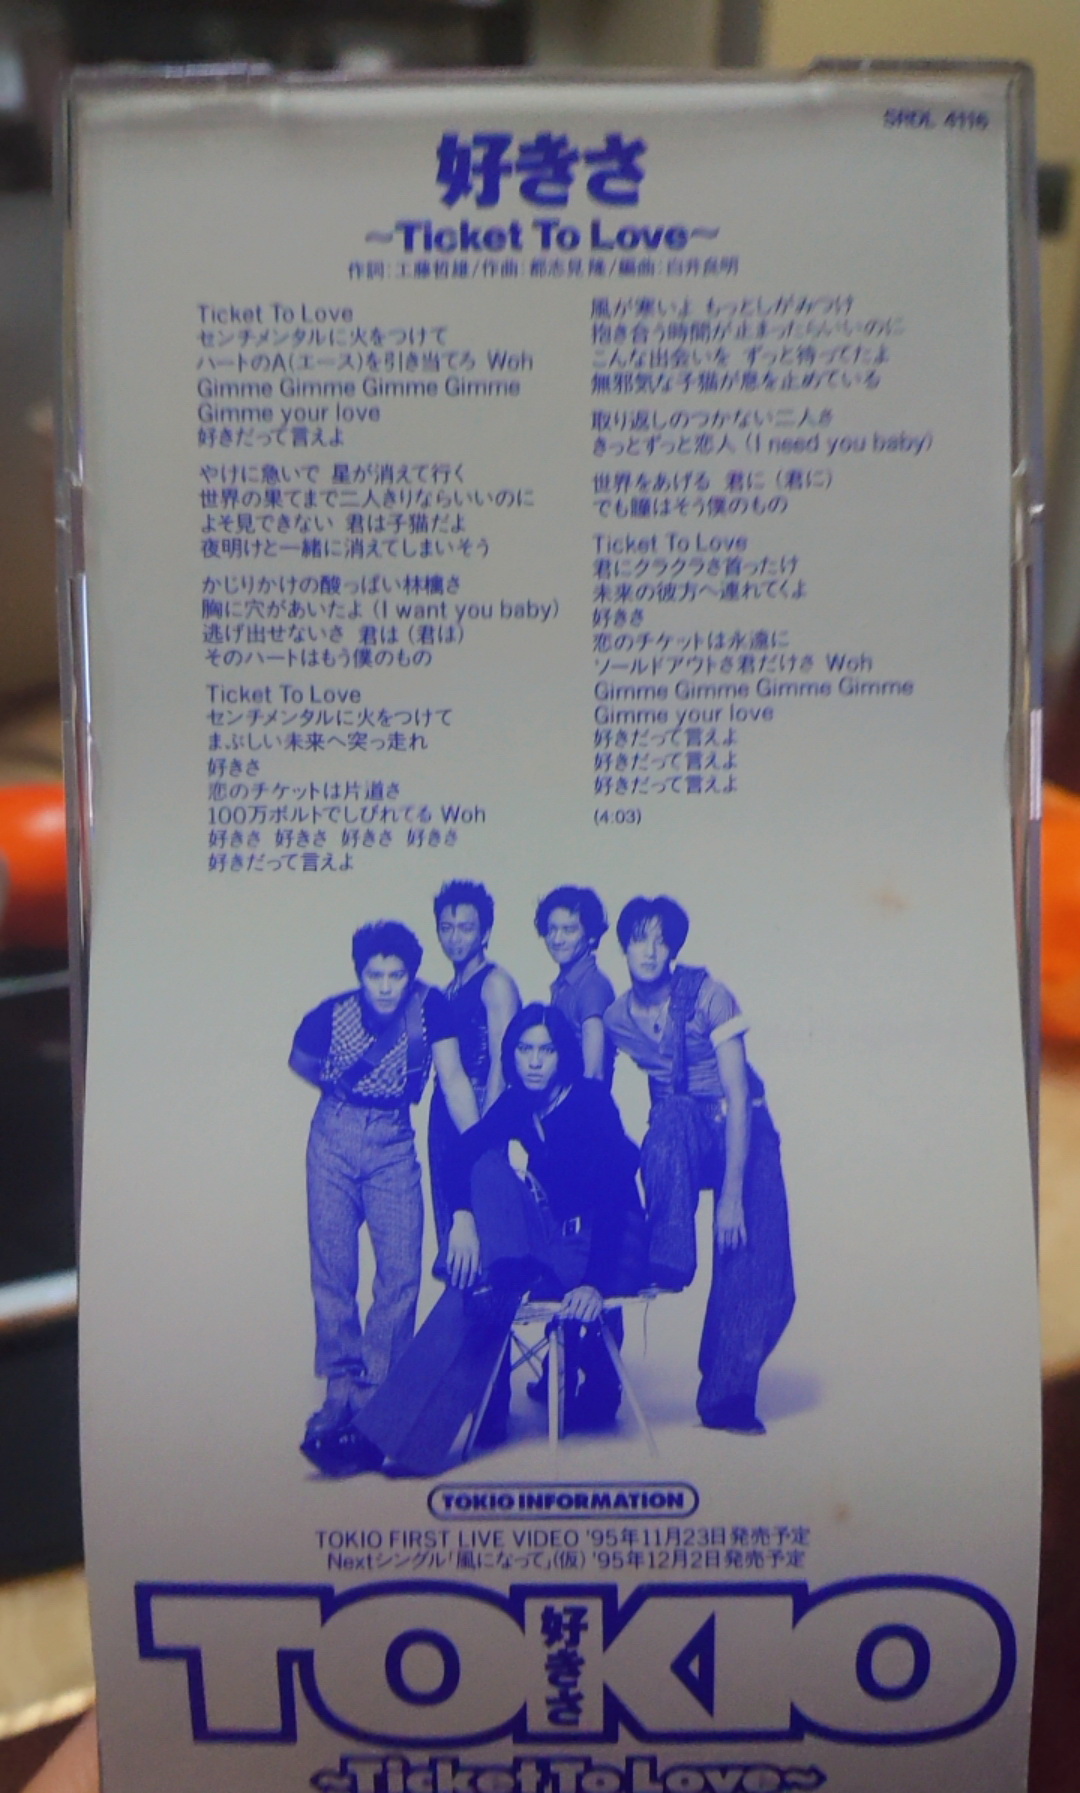 SRDL 4116
好きさ
~Ticket To Love~
作詞:工藤哲雄/作曲:都志見 隆/編曲:白井良明
Ticket To Love
センチメンタルに火をつけて
ハートのA(エース)を引き当てろ Woh
Gimme Gimme Gimme Gimme
Gimme your love
好きだって言えよ
やけに急いで 星が消えて行く
世界の果てまで二人きりならいいのに
よそ見できない 君は子猫だよ
夜明けと一緒に消えてしまいそう
かじりかけの酸っぱい林檎さ
胸に穴があいたよ (I want you baby)
逃げ出せないさ 君は (君は)
そのハートはもう僕のもの
Ticket To Love
センチメンタルに火をつけて
まぶしい未来へ突っ走れ
好きさ
恋のチケットは片道さ
100万ボルトでしびれてる Woh
好きさ 好きさ 好きさ 好きさ
好きだって言えよ
風が寒いよ もっとしがみつけ
抱き合う時間が止まったらいいのに
こんな出会いを ずっと待ってたよ
無邪気な子猫が息を止めている
取り返しのつかない二人さ
きっとずっと恋人 (I need you baby)
世界をあげる 君に (君に)
でも瞳はそう僕のもの
Ticket To Love
君にクラクラさ首ったけ
未来の彼方へ連れてくよ
好きさ
恋のチケットは永遠に
ソールドアウトさ君だけさ Woh
Gimme Gimme Gimme Gimme
Gimme your love
好きだって言えよ
好きだって言えよ
好きだって言えよ
(4:03)
TOKIO INFORMATION
TOKIO FIRST LIVE VIDEO '95年11月23日発売予定
Nextシングル「風になって」(仮) '95年12月2日発売予定
TOKIO
好きさ
~Ticket To Love~